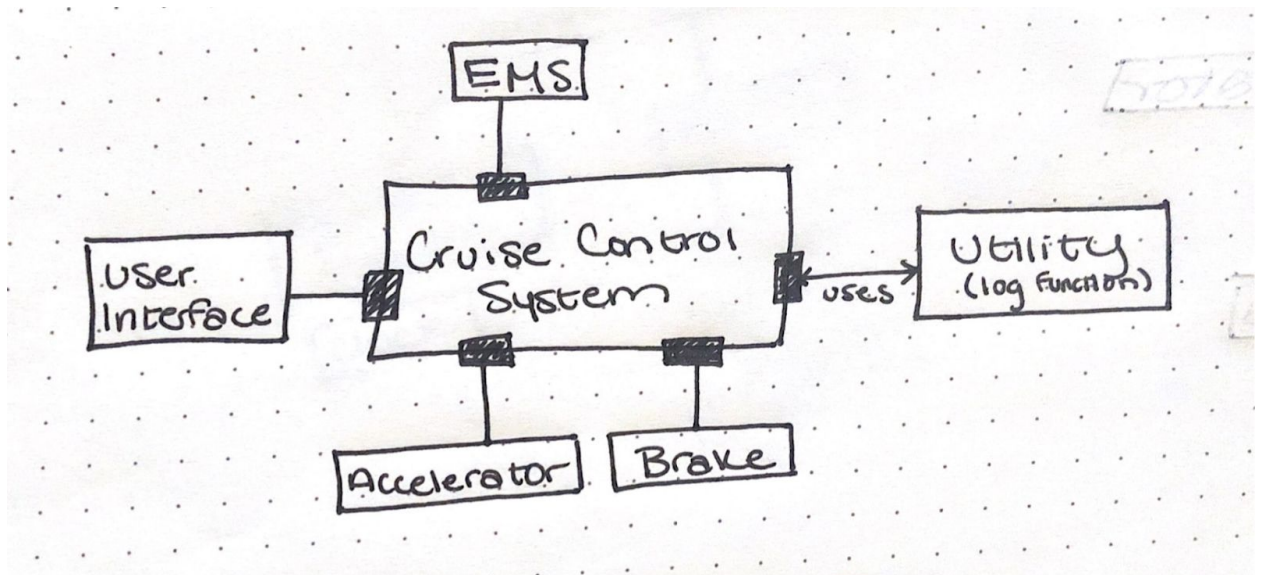 EMS
Cruise Control
System
User
Interface
uses
Utility
(log Function)
Accelerator
Brake